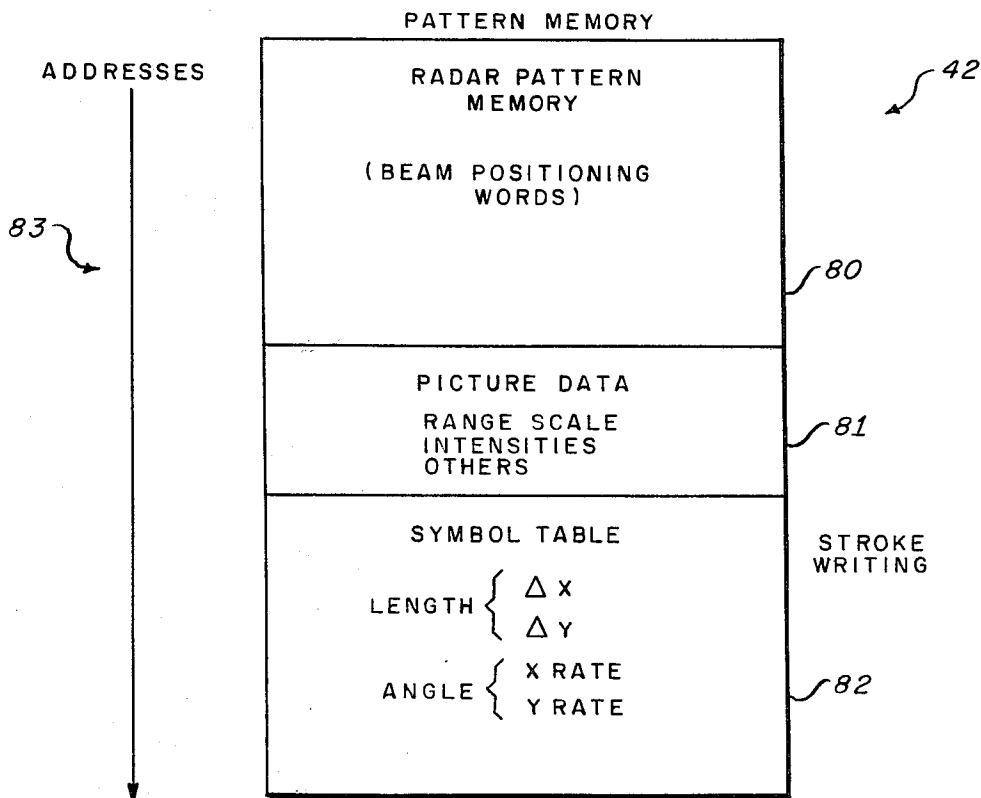 PATTERN MEMORY
ADDRESSES
RADAR PATTERN
MEMORY
42
(BEAM POSITIONING
WORDS)
83
80
PICTURE DATA
RANGE SCALE
INTENSITIES
OTHERS
81
SYMBOL TABLE
STROKE
WRITING
LENGTH { Δ X
Δ Y
ANGLE { X RATE
Y RATE
82